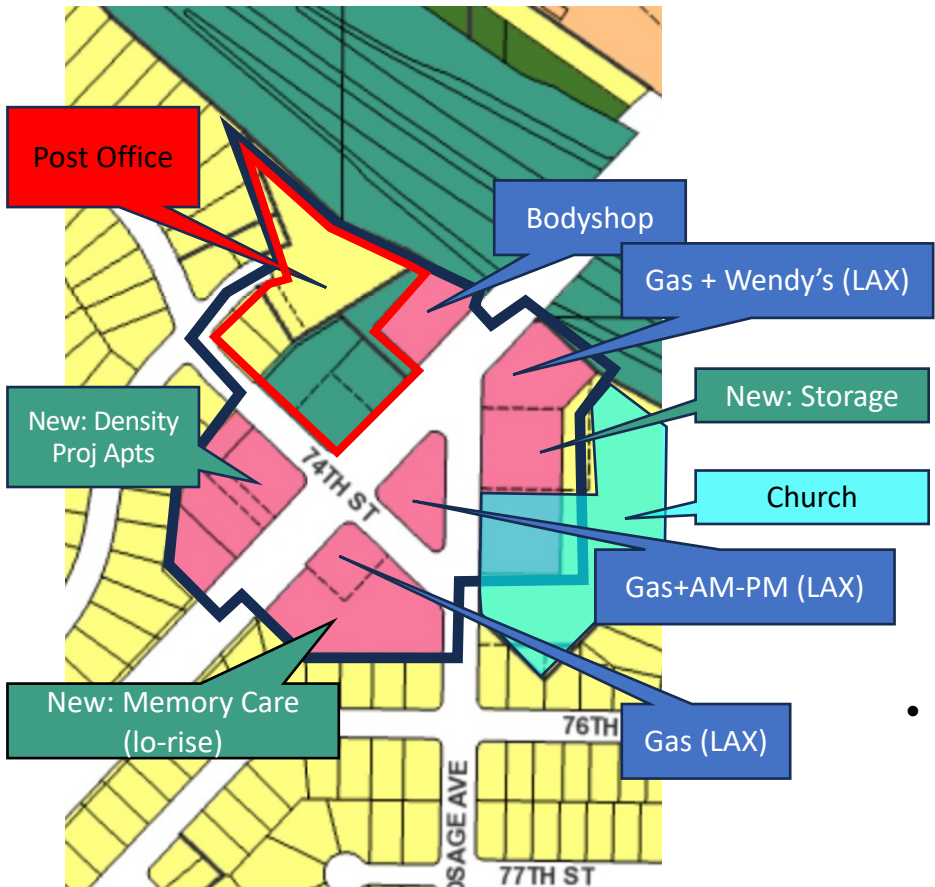 Post Office
Bodyshop
Gas + Wendy’s (LAX)
New: Storage
New: Density
Proj Apts
74TH ST
Church
Gas+AM-PM (LAX)
New: Memory Care
(lo-rise)
76TH
Gas (LAX)
•
OSAGE AVE
77TH ST